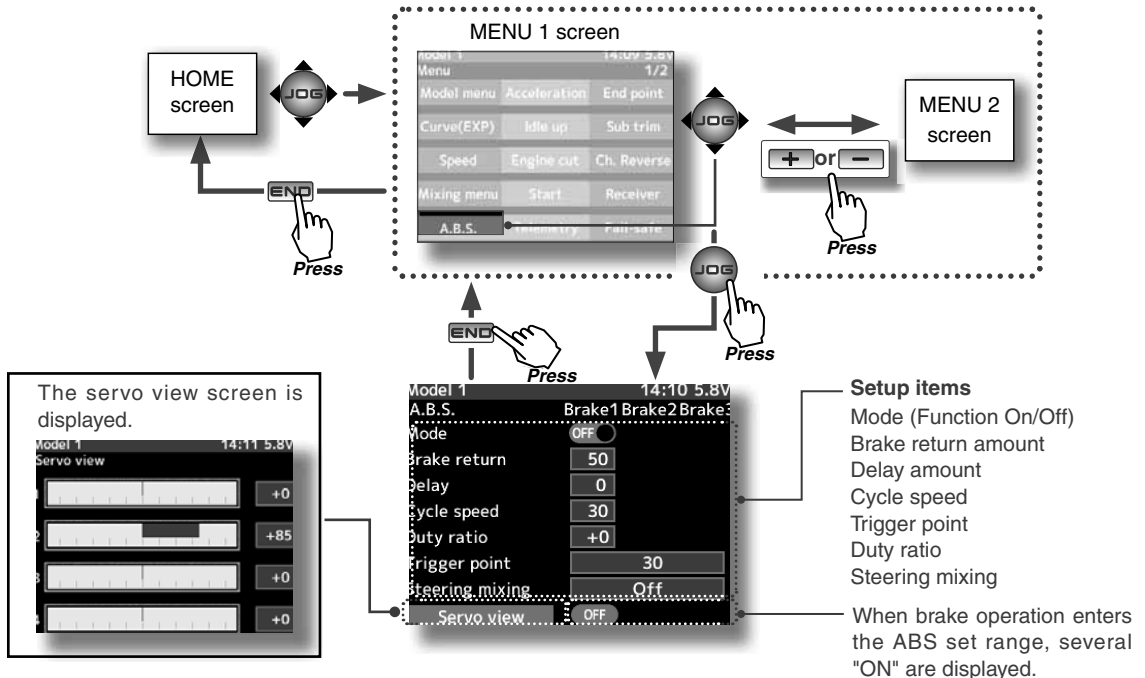 MENU 1 screen
HOME
screen
JOG
Model 1 14:09 5.8V
Menu 1/2
Model menu Acceleration End point
Curve(EXP) Idle up Sub trim
Speed Engine cut Ch. Reverse
Mixing menu Start Receiver
A.B.S. Telemetry Fail-safe
JOG
+ or −
Press
MENU 2
screen
END
Press
JOG
Press
END
Press
The servo view screen is
displayed.
Model 1 14:11 5.8V
Servo view
1 +0
2 +85
3 +0
4 +0
Model 1 14:10 5.8V
A.B.S. Brake1 Brake2 Brake3
Mode OFF
Brake return 50
Delay 0
Cycle speed 30
Duty ratio +0
Trigger point 30
Steering mixing Off
Servo view OFF
Setup items
Mode (Function On/Off)
Brake return amount
Delay amount
Cycle speed
Trigger point
Duty ratio
Steering mixing
When brake operation enters
the ABS set range, several
"ON" are displayed.